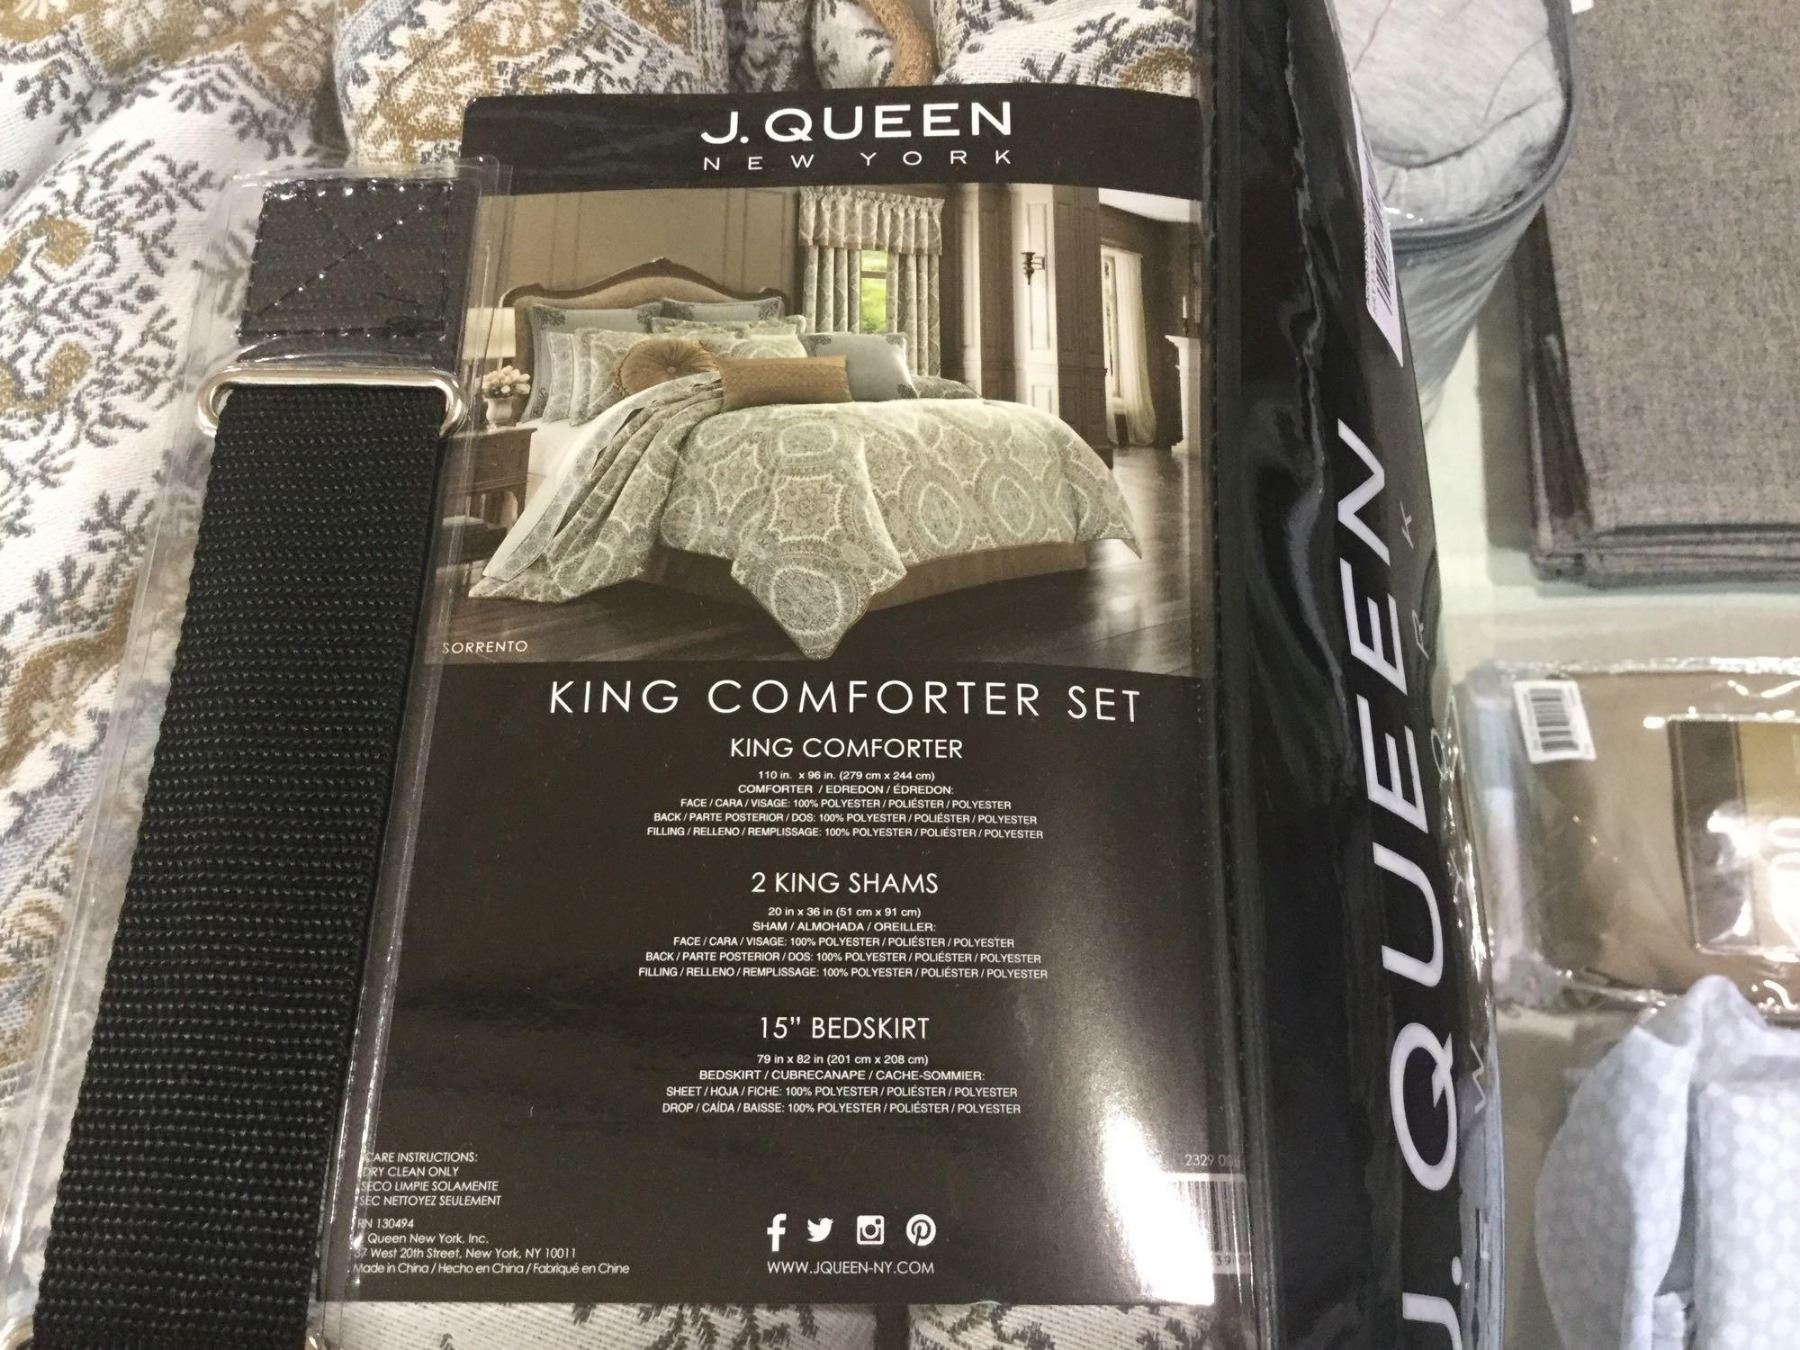 J. QUEEN
NEW YORK
SORRENTO
KING COMFORTER SET
KING COMFORTER
110 in. x 96 in. (279 cm x 244 cm)
COMFORTER / EDREDON / ÉDREDON:
FACE / CARA / VISAGE: 100% POLYESTER / POLIÉSTER / POLYESTER
BACK / PARTE POSTERIOR / DOS: 100% POLYESTER / POLIÉSTER / POLYESTER
FILLING / RELLENO / REMPLISSAGE: 100% POLYESTER / POLIÉSTER / POLYESTER
2 KING SHAMS
20 in x 36 in (51 cm x 91 cm)
SHAM / ALMOHADA / OREILLER:
FACE / CARA / VISAGE: 100% POLYESTER / POLIÉSTER / POLYESTER
BACK / PARTE POSTERIOR / DOS: 100% POLYESTER / POLIÉSTER / POLYESTER
FILLING / RELLENO / REMPLISSAGE: 100% POLYESTER / POLIÉSTER / POLYESTER
15" BEDSKIRT
79 in x 82 in (201 cm x 208 cm)
BEDSKIRT / CUBRECANAPE / CACHE-SOMMIER:
SHEET / HOJA / FICHE: 100% POLYESTER / POLIÉSTER / POLYESTER
DROP / CAÍDA / BAISSE: 100% POLYESTER / POLIÉSTER / POLYESTER
CARE INSTRUCTIONS:
DRY CLEAN ONLY
SECO LIMPIE SOLAMENTE
SEC NETTOYEZ SEULEMENT
RN 130494
Queen New York, Inc.
37 West 20th Street, New York, NY 10011
Made in China / Hecho en China / Fabriqué en Chine
WWW.JQUEEN-NY.COM
2329
J. QUEEN
NEW YORK